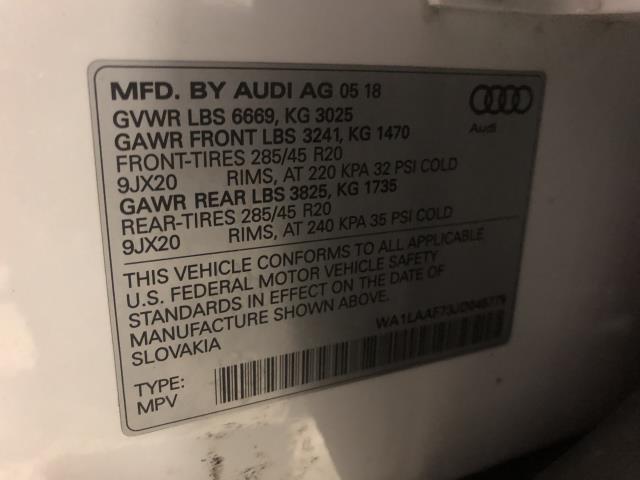 MFD. BY AUDI AG 05 18
GVWR LBS 6669, KG 3025
GAWR FRONT LBS 3241, KG 1470
FRONT-TIRES 285/45 R20
9JX20 RIMS, AT 220 KPA 32 PSI COLD
GAWR REAR LBS 3825, KG 1735
REAR-TIRES 285/45 R20
9JX20 RIMS, AT 240 KPA 35 PSI COLD
Audi
THIS VEHICLE CONFORMS TO ALL APPLICABLE
U.S. FEDERAL MOTOR VEHICLE SAFETY
STANDARDS IN EFFECT ON THE DATE OF
MANUFACTURE SHOWN ABOVE.
SLOVAKIA
TYPE:
MPV